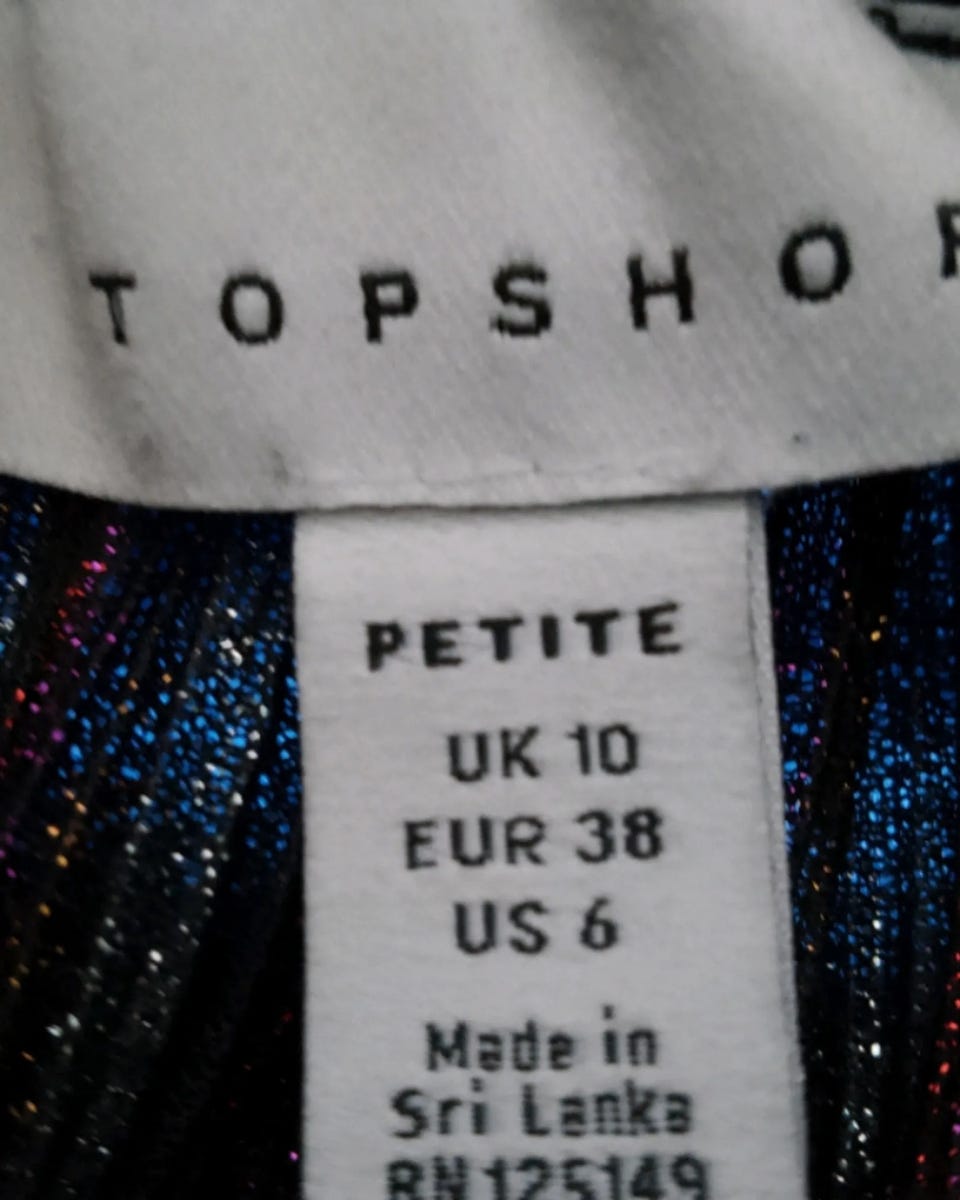 TOPSHOP
PETITE
UK 10
EUR 38
US 6
Made in
Sri Lanka
RN 125149